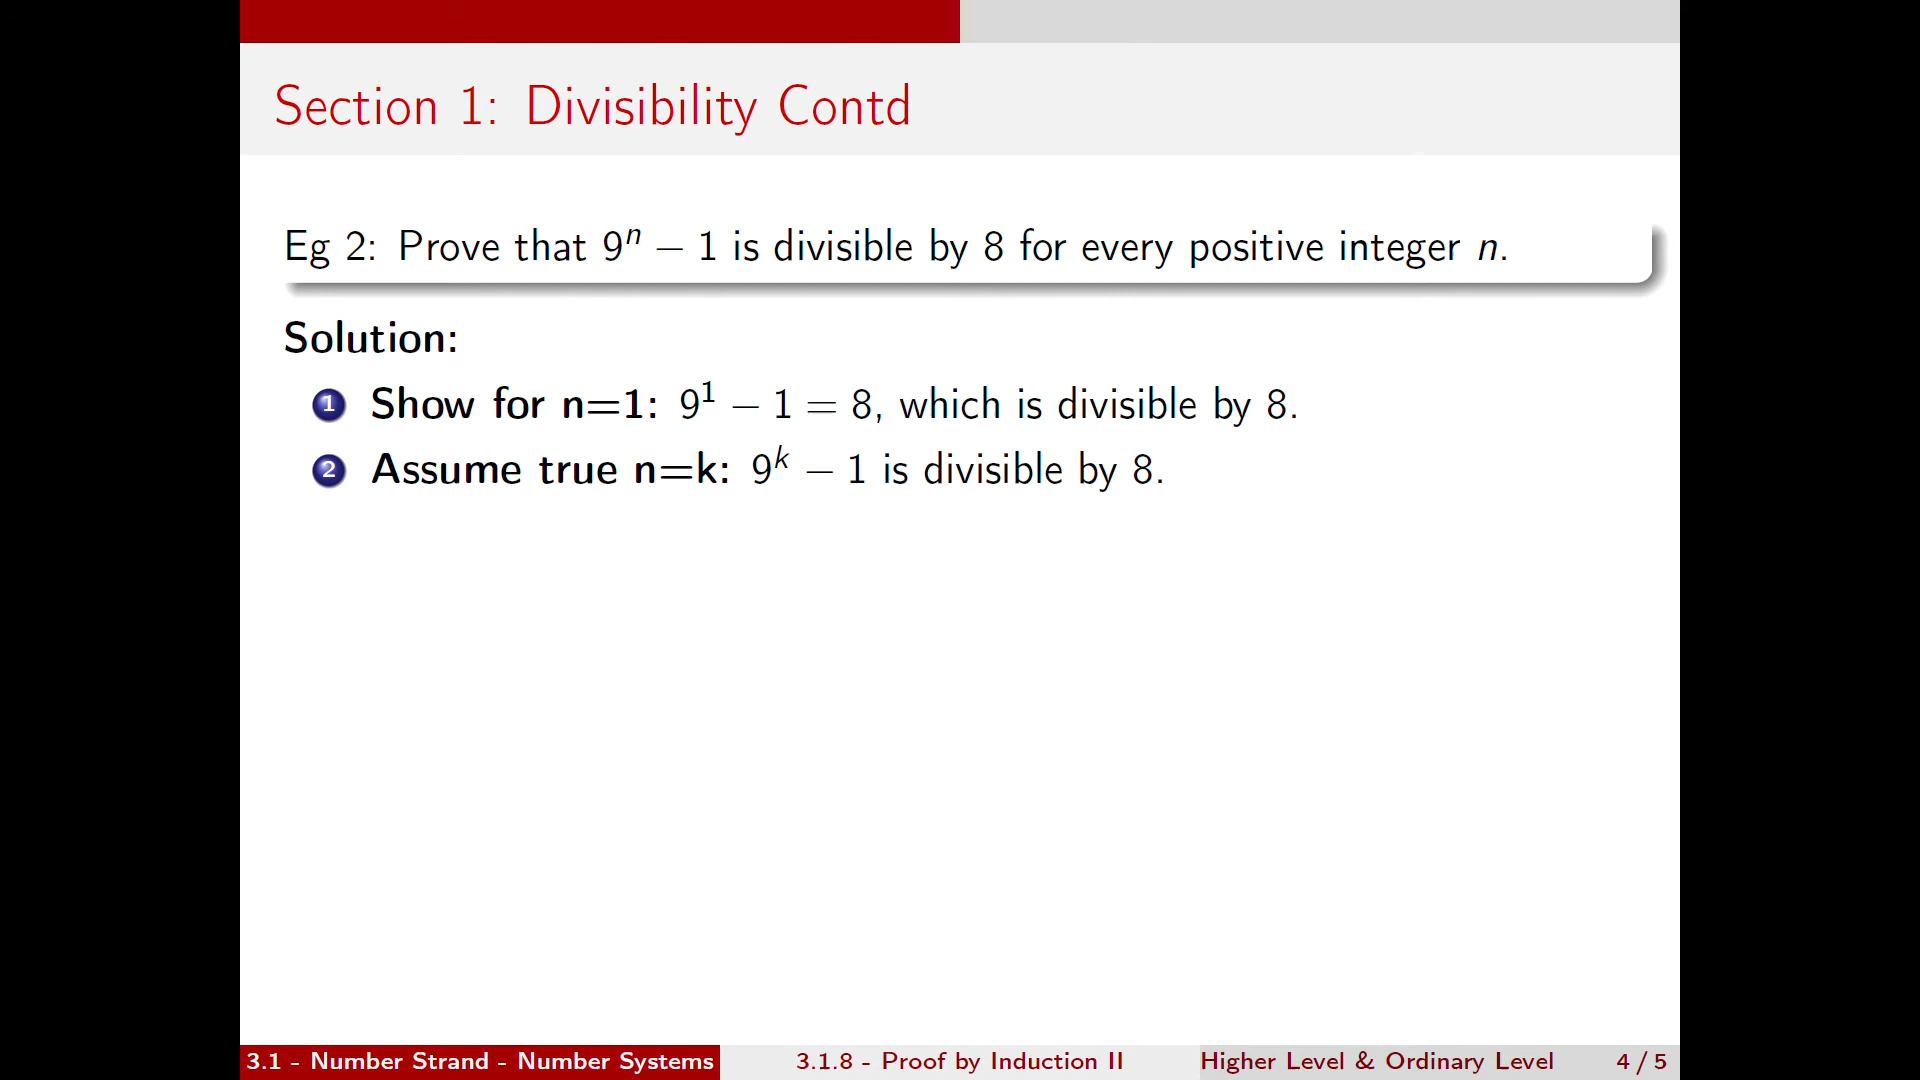 Section 1: Divisibility Contd
Eg 2: Prove that 9ⁿ − 1 is divisible by 8 for every positive integer n.
Solution:
1 Show for n=1: 9¹ − 1 = 8, which is divisible by 8.
2 Assume true n=k: 9ᵏ − 1 is divisible by 8.
3.1 - Number Strand - Number Systems 3.1.8 - Proof by Induction II Higher Level & Ordinary Level 4 / 5